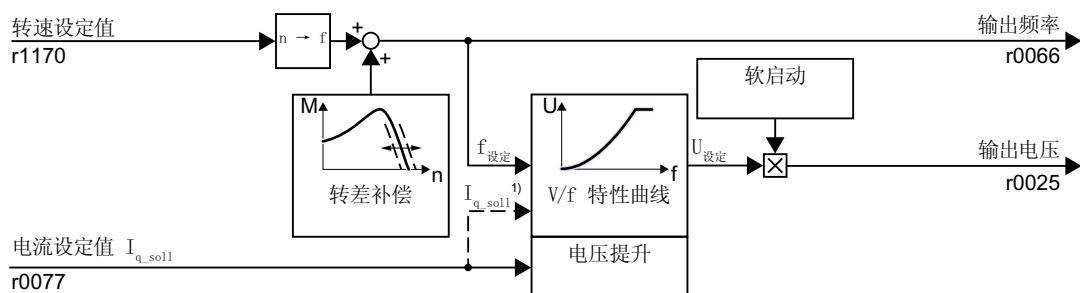 转速设定值
r1170
n → f
+
+
输出频率
r0066
软启动
M
n
转差补偿
U
f
V/f 特性曲线
f设定
U设定
输出电压
r0025
Iq_soll 1)
电流设定值 Iq_soll
r0077
电压提升